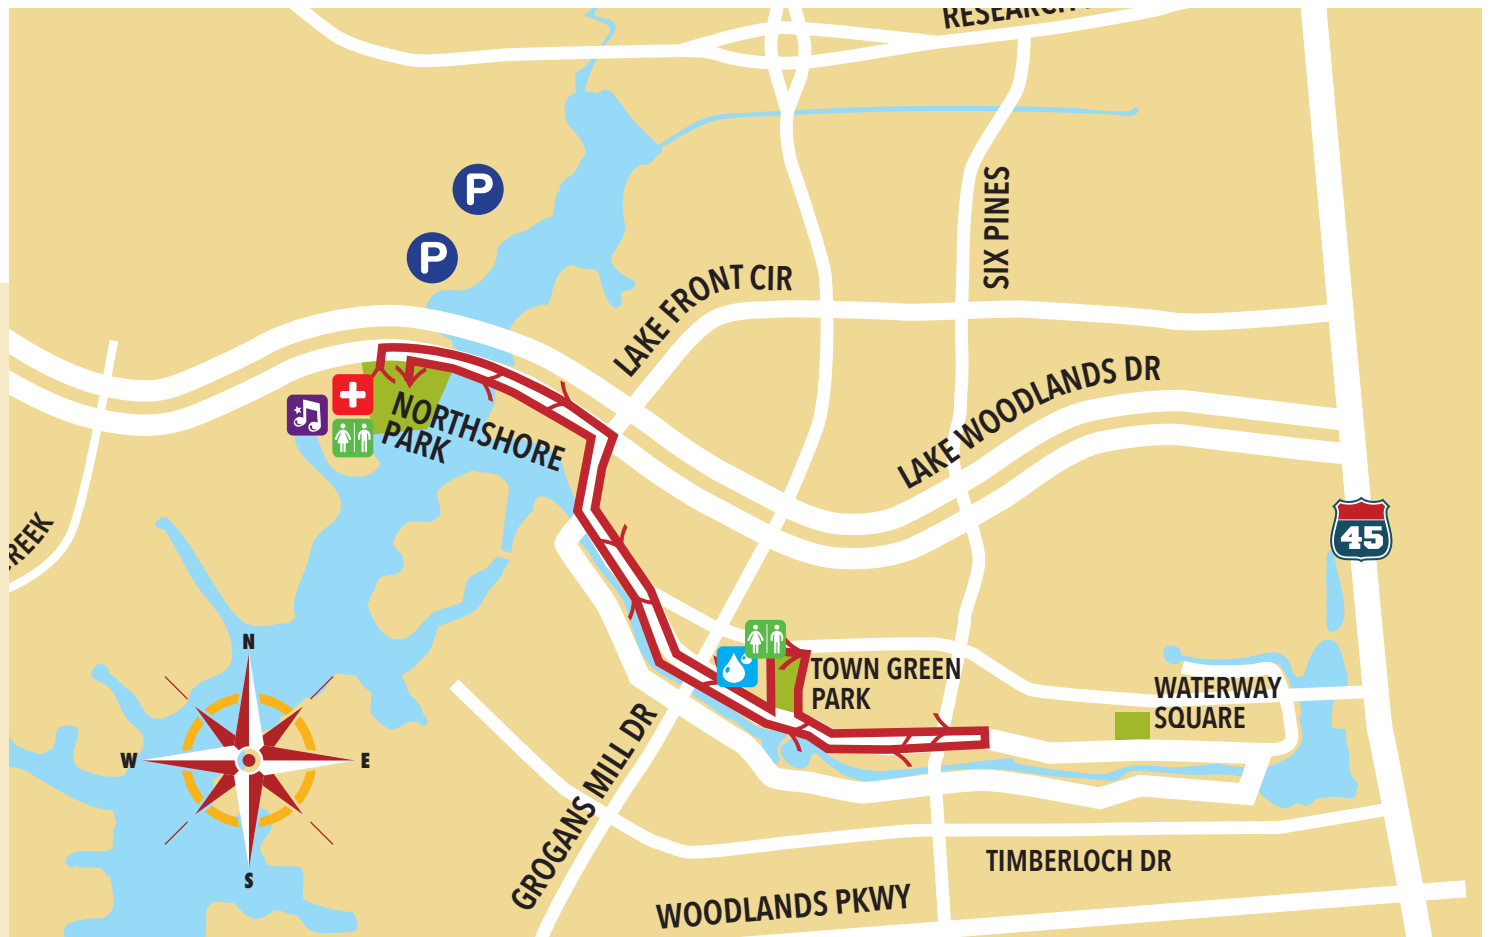 RESEARCH
P
P
SIX PINES
LAKE FRONT CIR
LAKE WOODLANDS DR
NORTHSHORE
PARK
45
N
W
E
S
TOWN GREEN
PARK
WATERWAY
SQUARE
GROGANS MILL DR
TIMBERLOCH DR
WOODLANDS PKWY